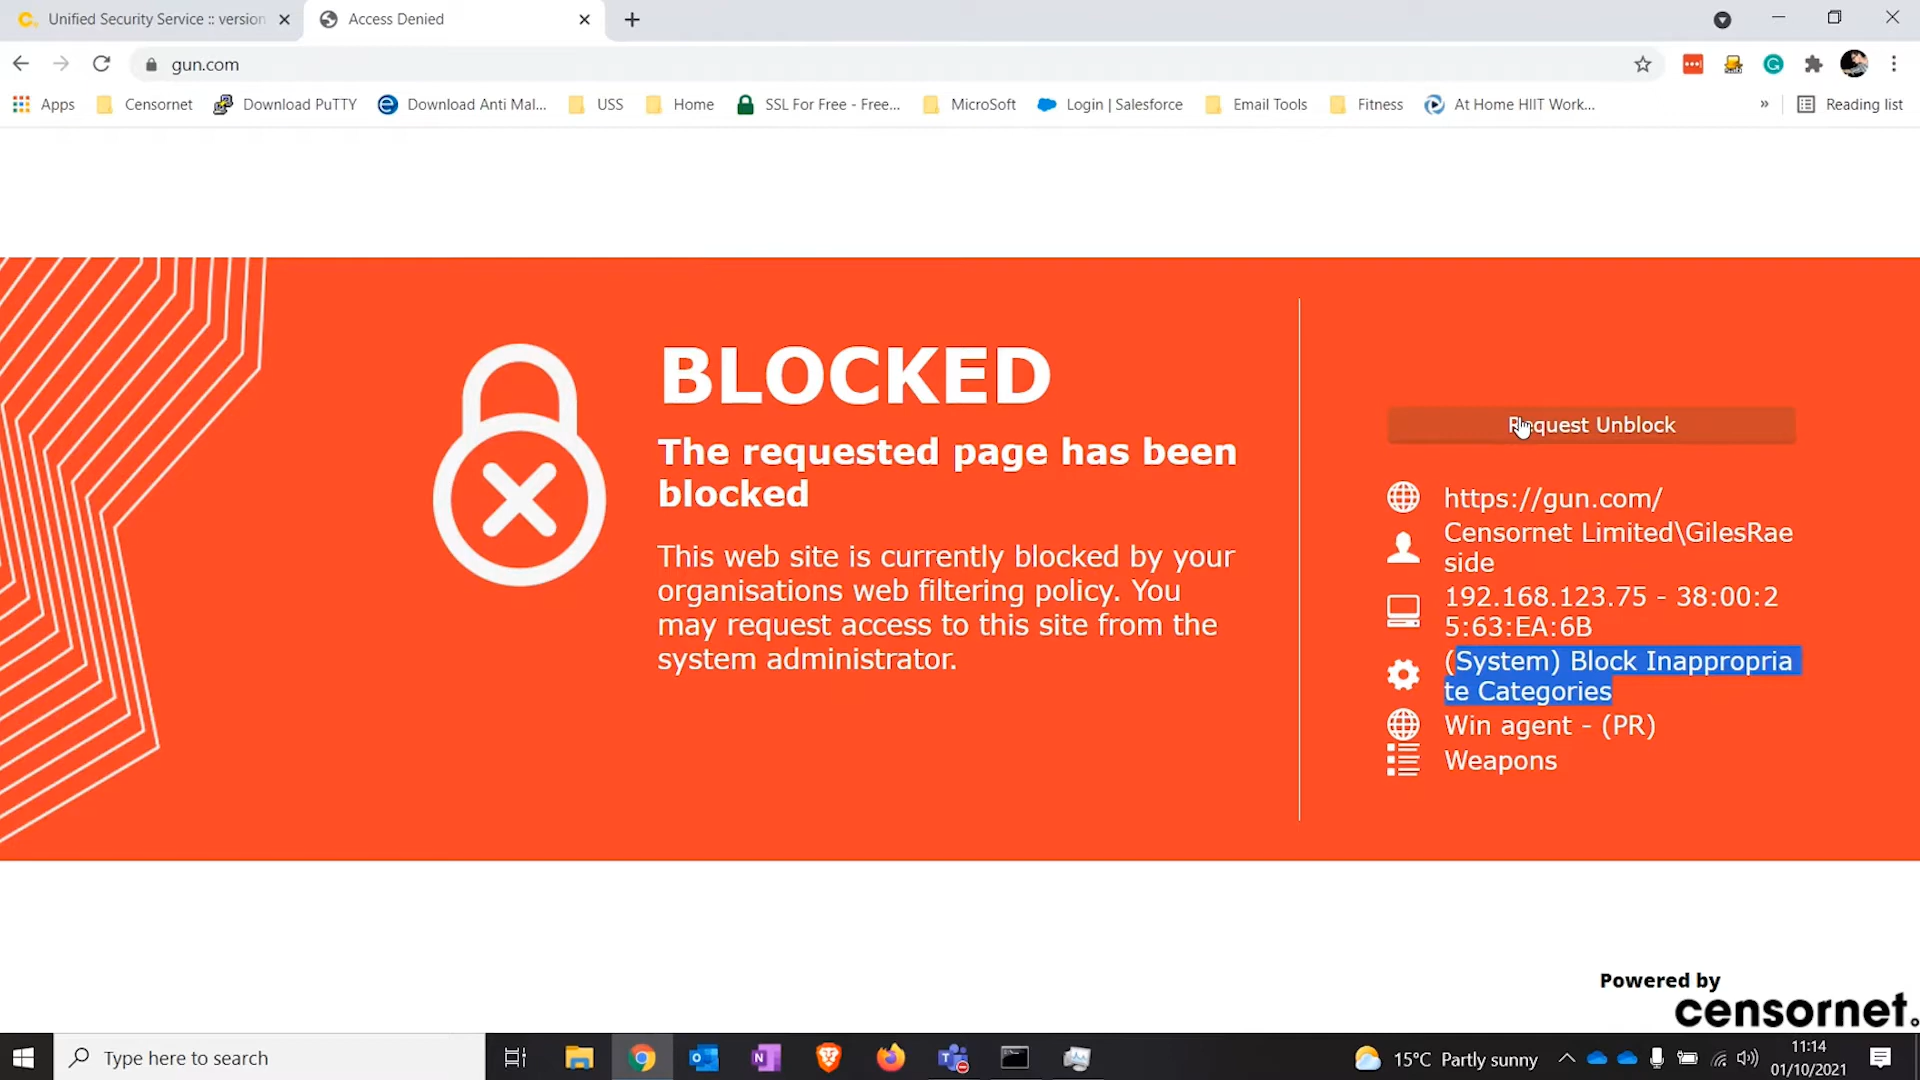 Unified Security Service :: version
Access Denied
gun.com
Apps
Censornet
Download PuTTY
Download Anti Mal...
USS
Home
SSL For Free - Free...
MicroSoft
Login | Salesforce
Email Tools
Fitness
At Home HIIT Work...
»
Reading list
BLOCKED
The requested page has been
blocked
This web site is currently blocked by your
organisations web filtering policy. You
may request access to this site from the
system administrator.
Request Unblock
https://gun.com/
Censornet Limited\GilesRae
side
192.168.123.75 - 38:00:2
5:63:EA:6B
(System) Block Inappropria
te Categories
Win agent - (PR)
Weapons
Powered by
censornet.
Type here to search
15°C Partly sunny
11:14
01/10/2021